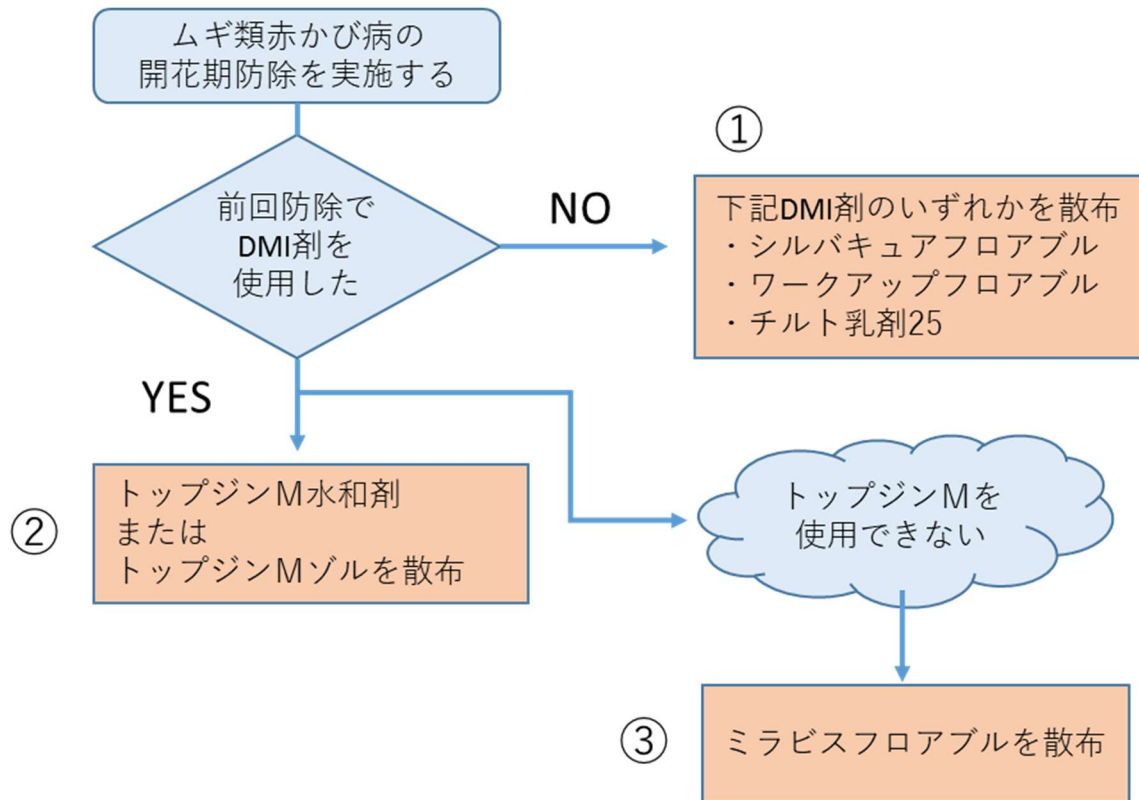 ムギ類赤かび病の
開花期防除を実施する
前回防除で
DMI剤を
使用した
NO
①
下記DMI剤のいずれかを散布
・シルバキュアフロアブル
・ワークアップフロアブル
・チルト乳剤25
YES
②
トップジンM水和剤
または
トップジンMゾルを散布
トップジンMを
使用できない
③
ミラビスフロアブルを散布